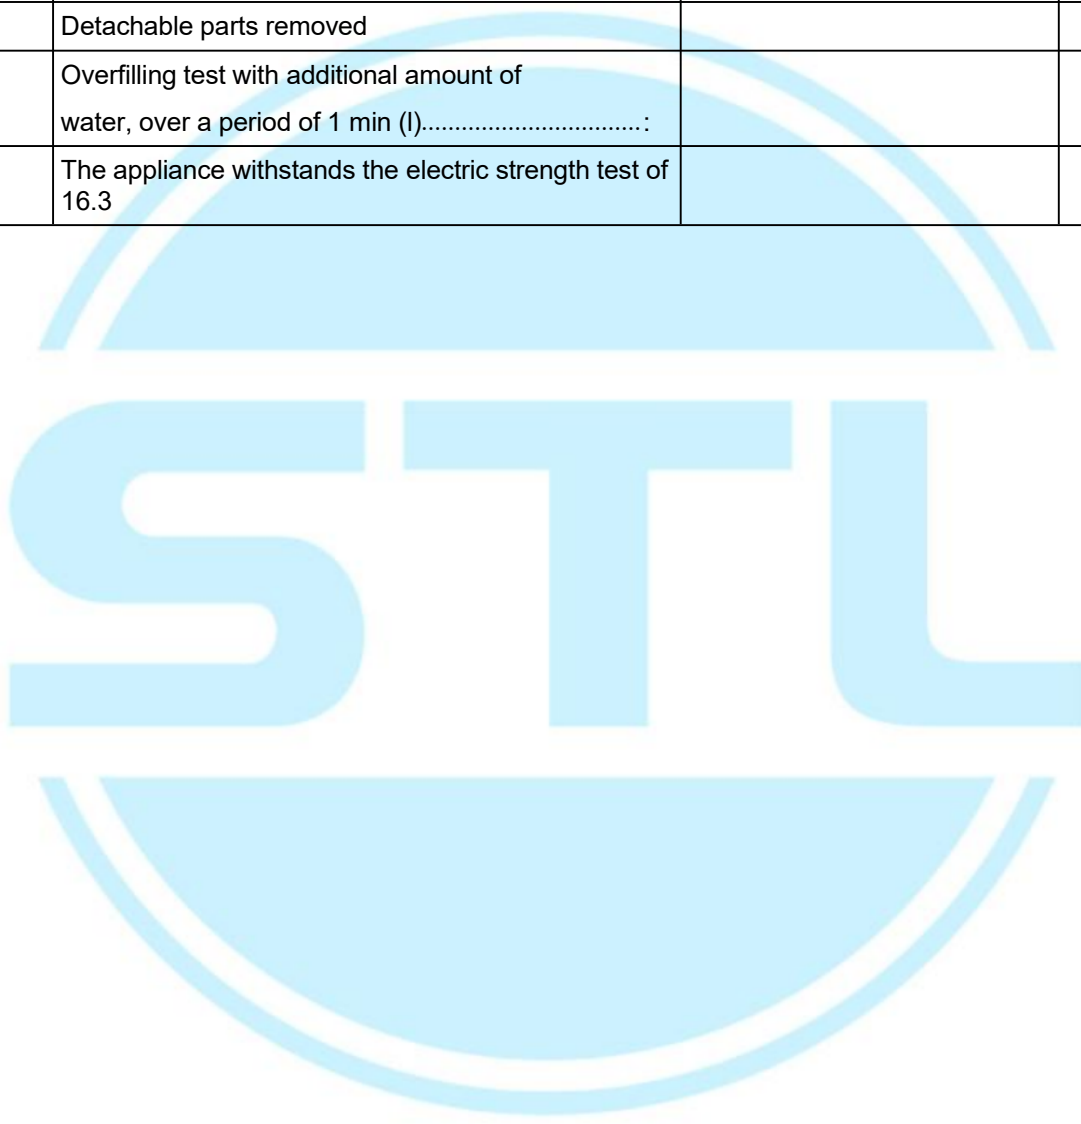 Detachable parts removed
Overfilling test with additional amount of
water, over a period of 1 min (l).................................:
The appliance withstands the electric strength test of
16.3
STL